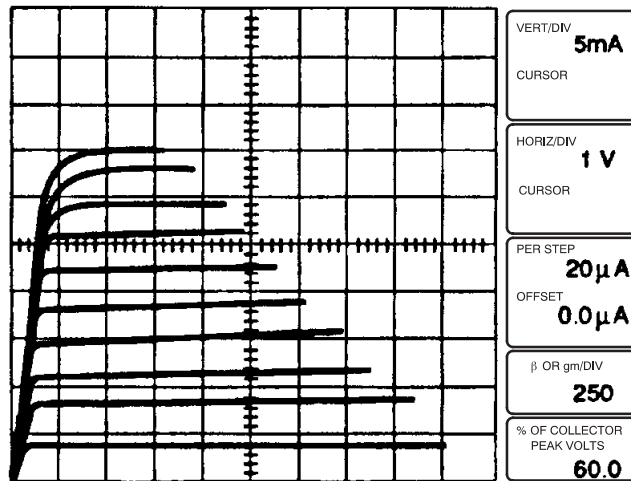 VERT/DIV
5mA
CURSOR
HORIZ/DIV
1 V
CURSOR
PER STEP
20μA
OFFSET
0.0μA
β OR gm/DIV
250
% OF COLLECTOR
PEAK VOLTS
60.0